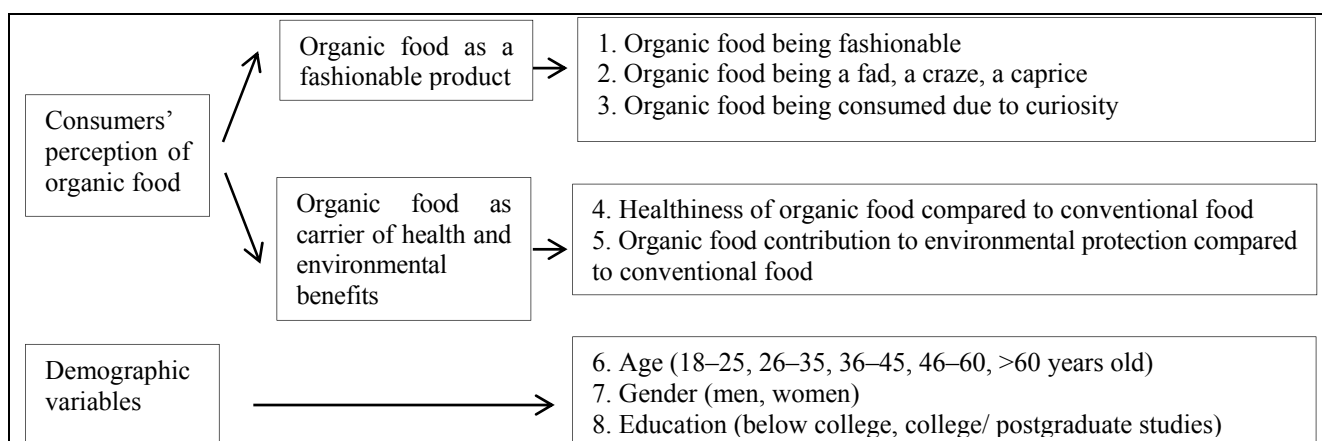 Consumers'
perception of
organic food
Organic food as a
fashionable product
1. Organic food being fashionable
2. Organic food being a fad, a craze, a caprice
3. Organic food being consumed due to curiosity
Organic food as
carrier of health and
environmental
benefits
4. Healthiness of organic food compared to conventional food
5. Organic food contribution to environmental protection compared
to conventional food
Demographic
variables
6. Age (18–25, 26–35, 36–45, 46–60, >60 years old)
7. Gender (men, women)
8. Education (below college, college/ postgraduate studies)